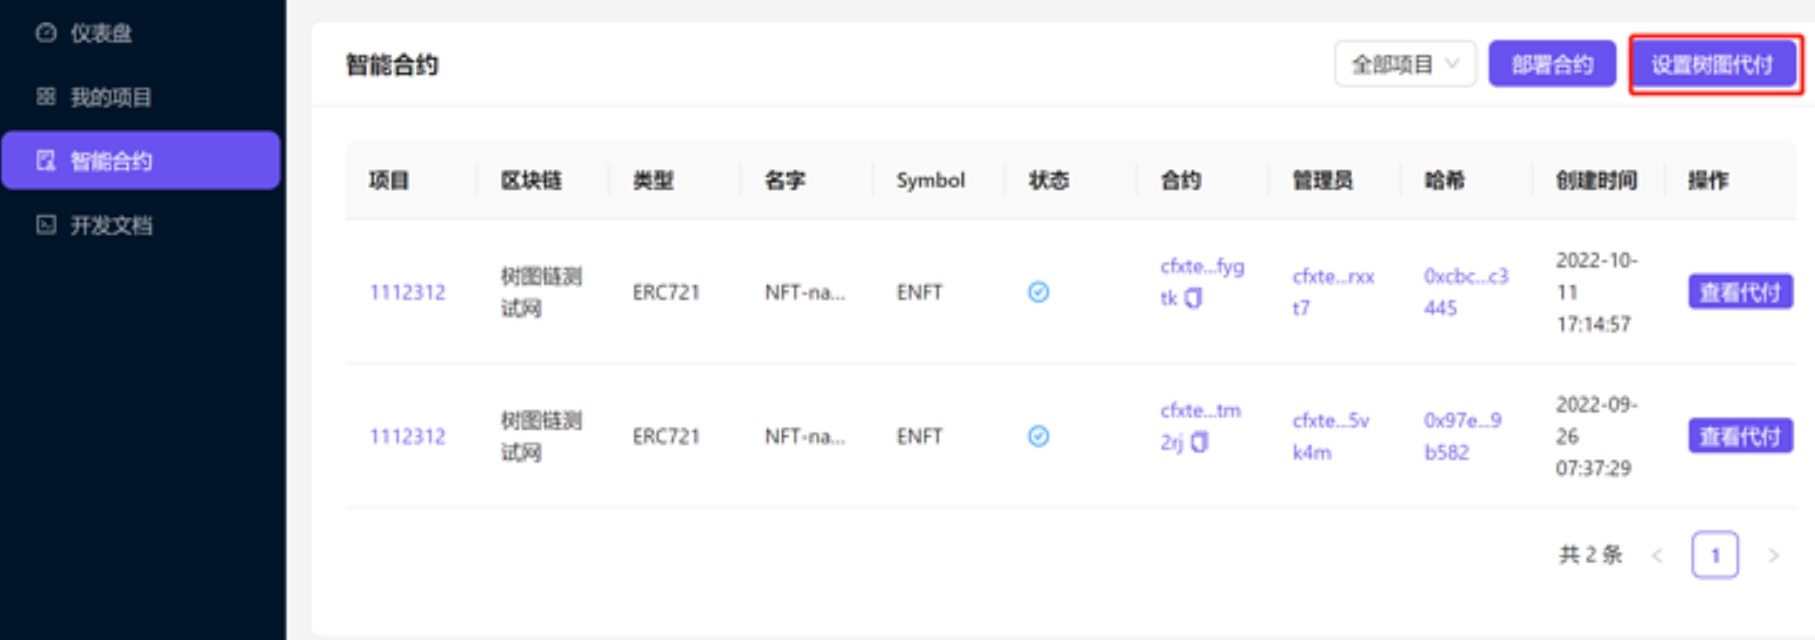 仪表盘
我的项目
智能合约
开发文档
智能合约
全部项目
部署合约
设置树图代付
项目 区块链 类型 名字 Symbol 状态 合约 管理员 哈希 创建时间 操作
1112312 树图链测试网 ERC721 NFT-na... ENFT cfxte...fygtk cfxte...rxxt7 0xcbc...c3445 2022-10-11 17:14:57 查看代付
1112312 树图链测试网 ERC721 NFT-na... ENFT cfxte...tm2rj cfxte...5vk4m 0x97e...9b582 2022-09-26 07:37:29 查看代付
共 2 条 < 1 >